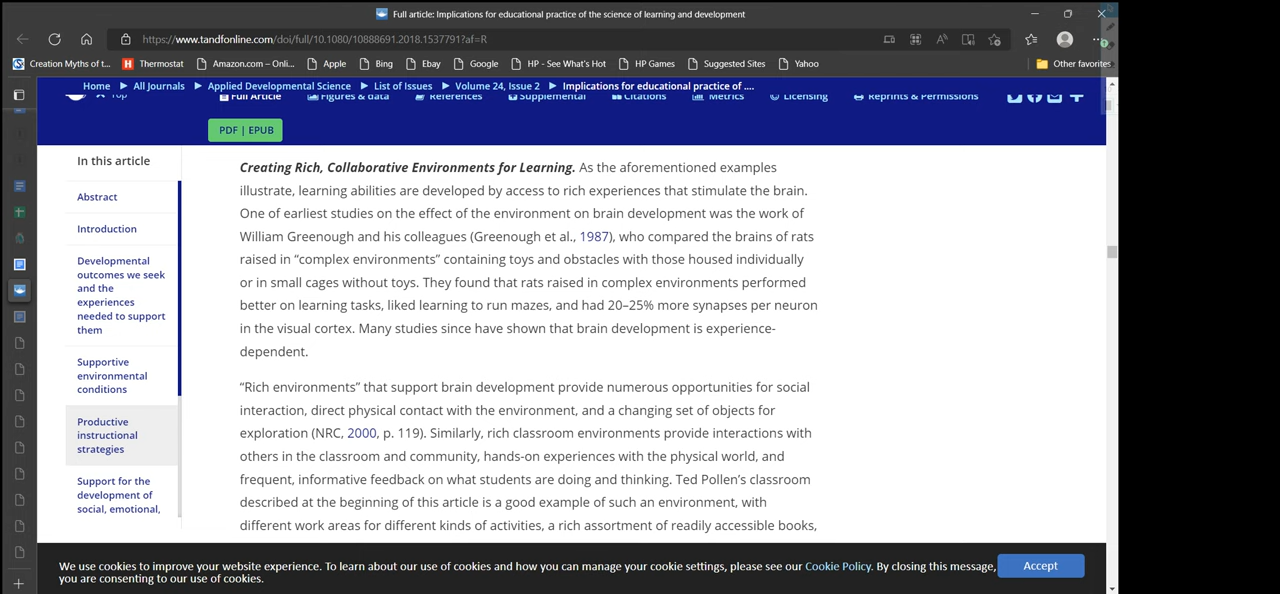 Full article: Implications for educational practice of the science of learning and development
https://www.tandfonline.com/doi/full/10.1080/10888691.2018.1537791?af=R
Creation Myths of t... Thermostat Amazon.com – Onli... Apple Bing Ebay Google HP - See What's Hot HP Games Suggested Sites Yahoo Other favorites
Home All Journals Applied Developmental Science List of Issues Volume 24, Issue 2 Implications for educational practice of ....
Top Full Article Figures & data References Supplemental Citations Metrics Licensing Reprints & Permissions
PDF | EPUB
In this article
Abstract
Introduction
Developmental
outcomes we seek
and the
experiences
needed to support
them
Supportive
environmental
conditions
Productive
instructional
strategies
Support for the
development of
social, emotional,
Creating Rich, Collaborative Environments for Learning. As the aforementioned examples
illustrate, learning abilities are developed by access to rich experiences that stimulate the brain.
One of earliest studies on the effect of the environment on brain development was the work of
William Greenough and his colleagues (Greenough et al., 1987), who compared the brains of rats
raised in “complex environments” containing toys and obstacles with those housed individually
or in small cages without toys. They found that rats raised in complex environments performed
better on learning tasks, liked learning to run mazes, and had 20–25% more synapses per neuron
in the visual cortex. Many studies since have shown that brain development is experience-
dependent.
“Rich environments” that support brain development provide numerous opportunities for social
interaction, direct physical contact with the environment, and a changing set of objects for
exploration (NRC, 2000, p. 119). Similarly, rich classroom environments provide interactions with
others in the classroom and community, hands-on experiences with the physical world, and
frequent, informative feedback on what students are doing and thinking. Ted Pollen’s classroom
described at the beginning of this article is a good example of such an environment, with
different work areas for different kinds of activities, a rich assortment of readily accessible books,
We use cookies to improve your website experience. To learn about our use of cookies and how you can manage your cookie settings, please see our Cookie Policy. By closing this message,
you are consenting to our use of cookies.
Accept